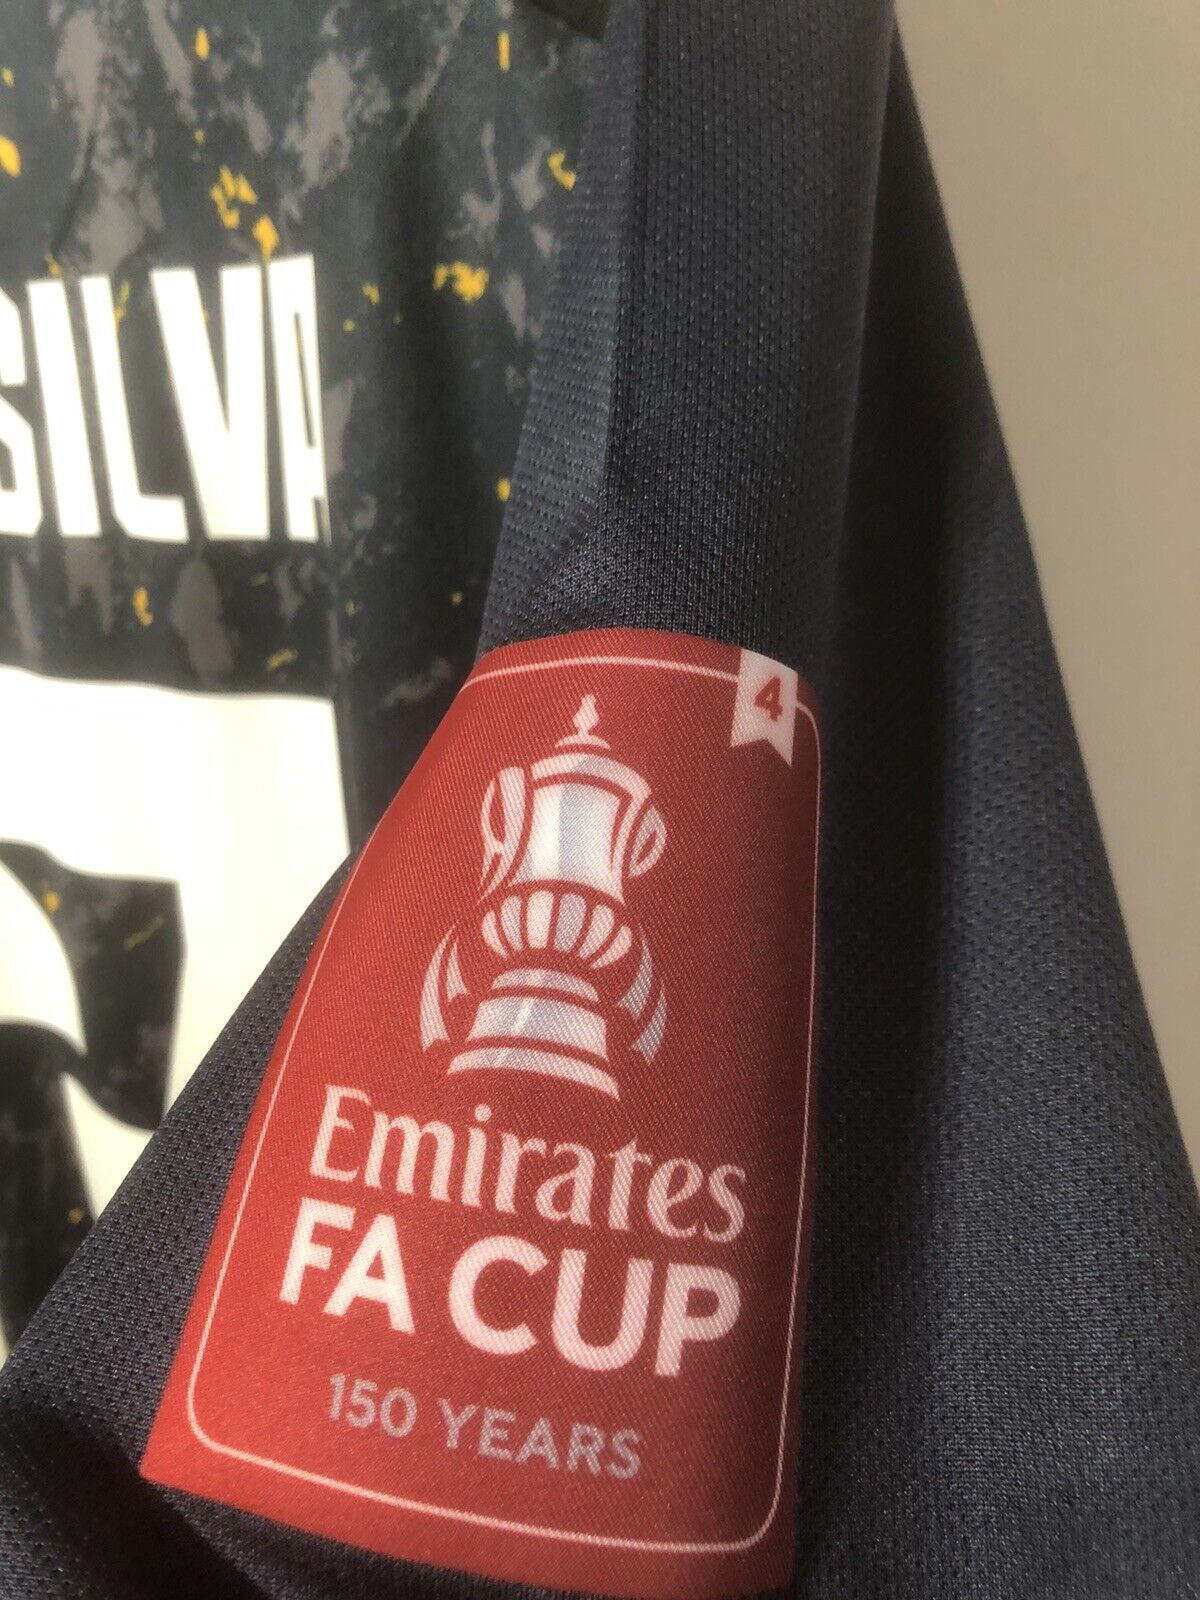 SILVA
4
Emirates
FA CUP
150 YEARS